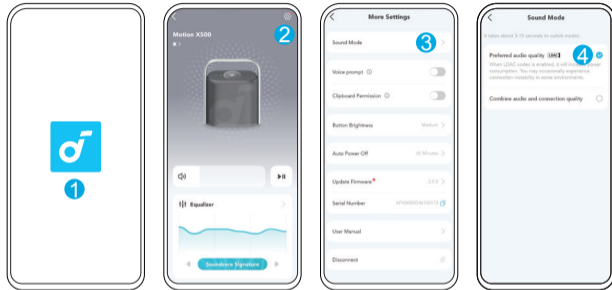 1
2
Motion X500
Equalizer
Soundcore Signature
More Settings
Sound Mode
3
Voice prompt
Clipboard Permission
Button Brightness
Medium
Auto Power Off
Update Firmware
Serial Number
User Manual
Disconnect
Sound Mode
It takes about 5-15 seconds to switch modes.
Preferred audio quality LDAC
4
When LDAC codec is enabled, it will increase power
consumption. You may occasionally experience
connection instability in some environments.
Combine audio and connection quality